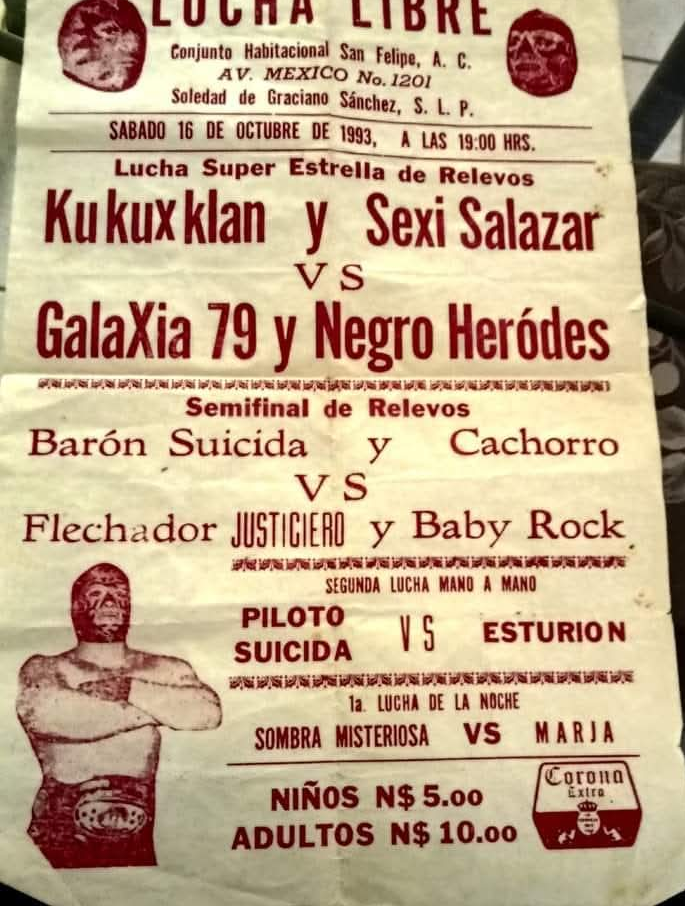 LUCHA LIBRE
Conjunto Habitacional San Felipe, A. C.
AV. MEXICO No. 1201
Soledad de Graciano Sánchez, S. L. P.
SABADO 16 DE OCTUBRE DE 1993, A LAS 19:00 HRS.
Lucha Super Estrella de Relevos
Ku kux klan y Sexi Salazar
VS
GalaXia 79 y Negro Heródes
Semifinal de Relevos
Barón Suicida y Cachorro
VS
Flechador JUSTICIERO y Baby Rock
SEGUNDA LUCHA MANO A MANO
PILOTO SUICIDA VS ESTURION
1a. LUCHA DE LA NOCHE
SOMBRA MISTERIOSA VS MARJA
NIÑOS N$ 5.00
ADULTOS N$ 10.00
Corona
Extra